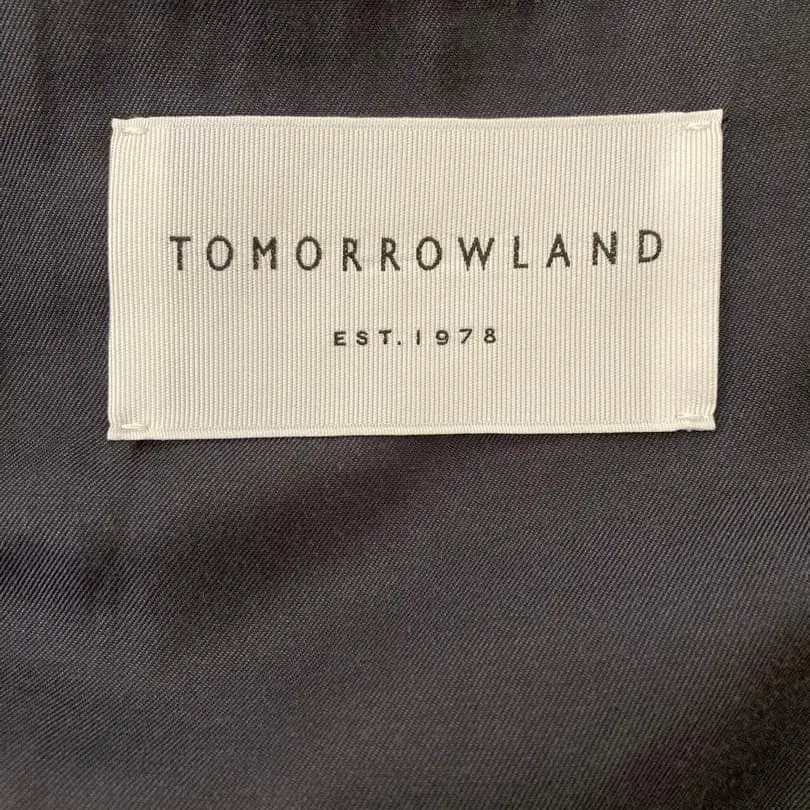 TOMORROWLAND
EST. 1978